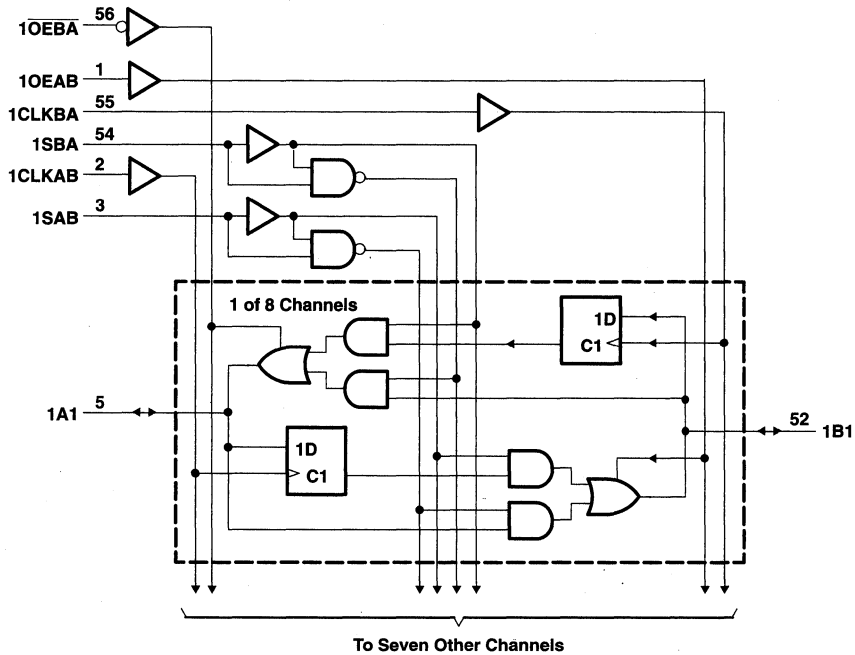 1OEBA 56
1OEAB 1
1CLKBA 55
1SBA 54
1CLKAB 2
1SAB 3
1 of 8 Channels
1D
C1
1A1 5
52 1B1
1D
C1
To Seven Other Channels